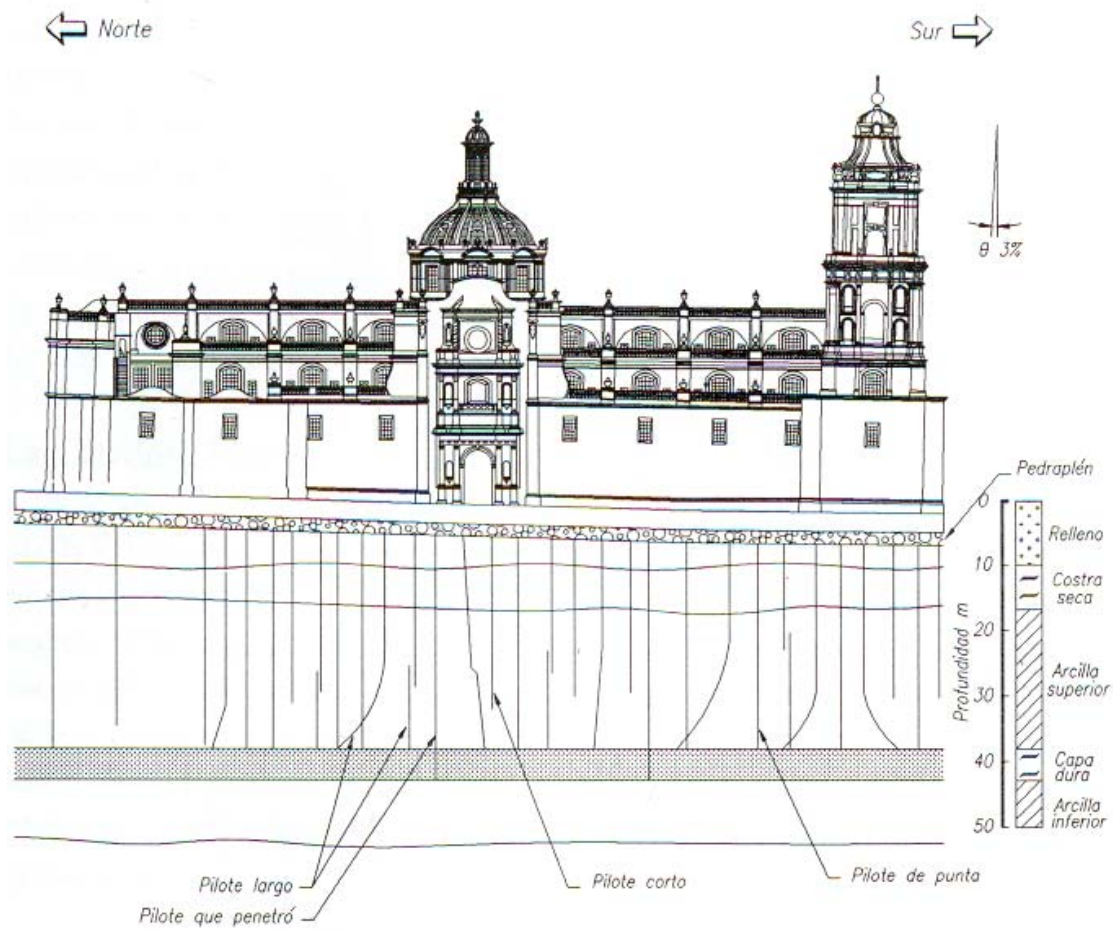 Norte
Sur
θ 3%
Pedraplén
0
Relleno
10
Costra
seca
Profundidad m
20
Arcilla
superior
30
40
Capa
dura
Arcilla
inferior
50
Pilote largo
Pilote corto
Pilote de punta
Pilote que penetró